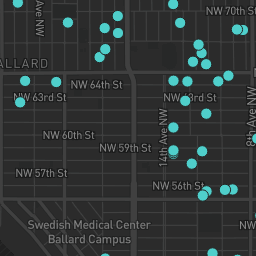 Ave NW
NW 70th St
ALLARD
NW 64th St
NW 63rd St
NW 63rd St
NW 60th St
NW 59th St
14th Ave NW
8th Ave NW
NW 57th St
NW 56th St
NW
Swedish Medical Center
Ballard Campus